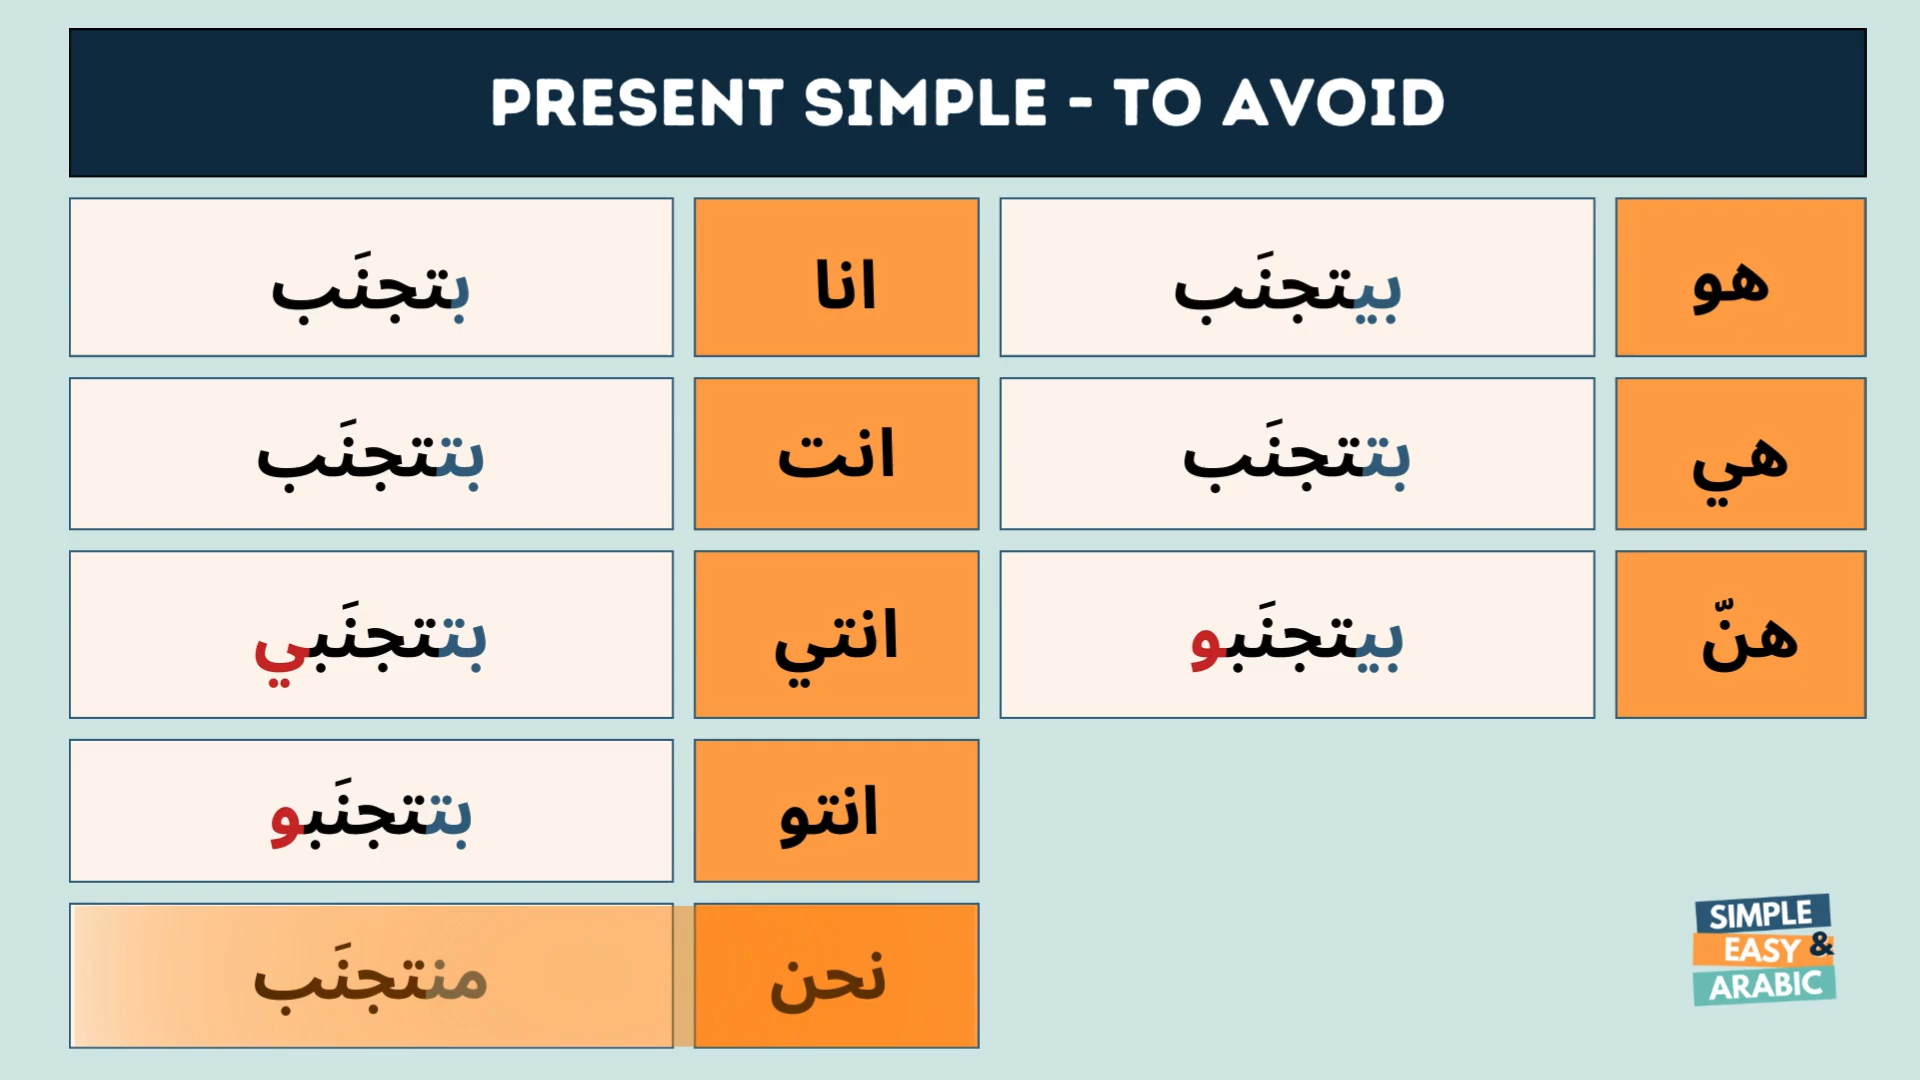 PRESENT SIMPLE - TO AVOID
هو بيتجنَب انا بتجنَب
هي بتتجنَب انت بتتجنَب
هنّ بيتجنَبو انتي بتتجنَبي
انتو بتتجنَبو
نحن منتجنَب
SIMPLE
EASY &
ARABIC